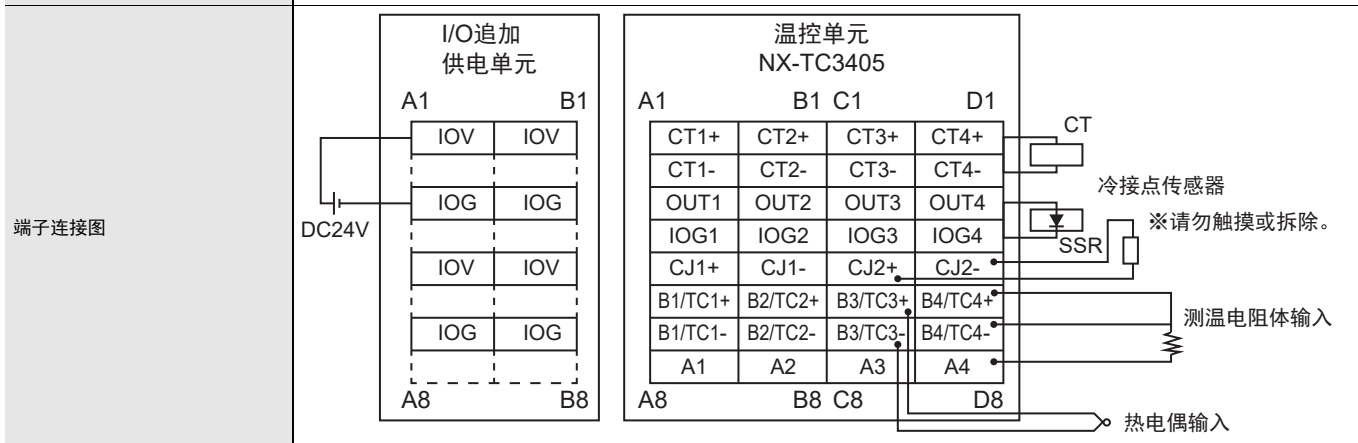 端子连接图
I/O追加
供电单元
A1 B1
IOV IOV
IOG IOG
IOV IOV
IOG IOG
A8 B8
DC24V
温控单元
NX-TC3405
A1 B1 C1 D1
CT1+ CT2+ CT3+ CT4+
CT1- CT2- CT3- CT4-
OUT1 OUT2 OUT3 OUT4
IOG1 IOG2 IOG3 IOG4
CJ1+ CJ1- CJ2+ CJ2-
B1/TC1+ B2/TC2+ B3/TC3+ B4/TC4+
B1/TC1- B2/TC2- B3/TC3- B4/TC4-
A1 A2 A3 A4
A8 B8 C8 D8
CT
冷接点传感器
※请勿触摸或拆除。
SSR
测温电阻体输入
热电偶输入